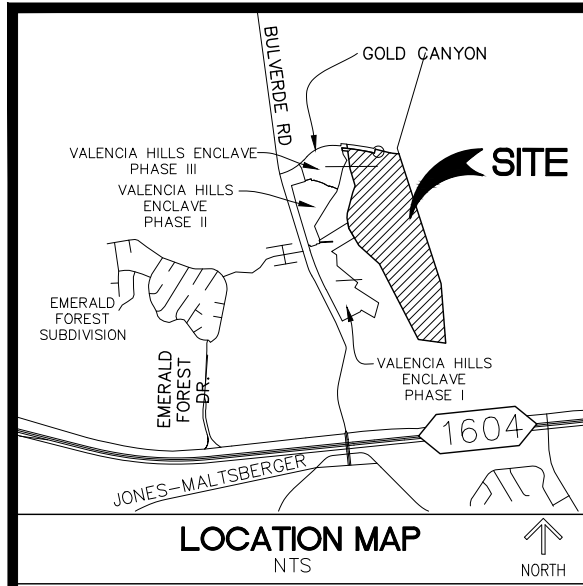 BULVERDE RD
GOLD CANYON
VALENCIA HILLS ENCLAVE
PHASE III
SITE
VALENCIA HILLS
ENCLAVE
PHASE II
EMERALD
FOREST
SUBDIVISION
EMERALD
FOREST
DR.
VALENCIA HILLS
ENCLAVE
PHASE I
1604
JONES-MALTSBERGER
LOCATION MAP
NTS
NORTH